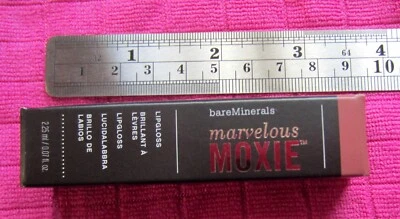 1 2 3 64 4
1 2 3 4 5 6 7 8 9 10
bareMinerals
marvelous
MOXIE™
LIPGLOSS
BRILLANT À
LÈVRES
LIPGLOSS
LUCIDALABBRA
BRILLO DE
LABIOS
2.25 ml / 0.07 fl. oz.